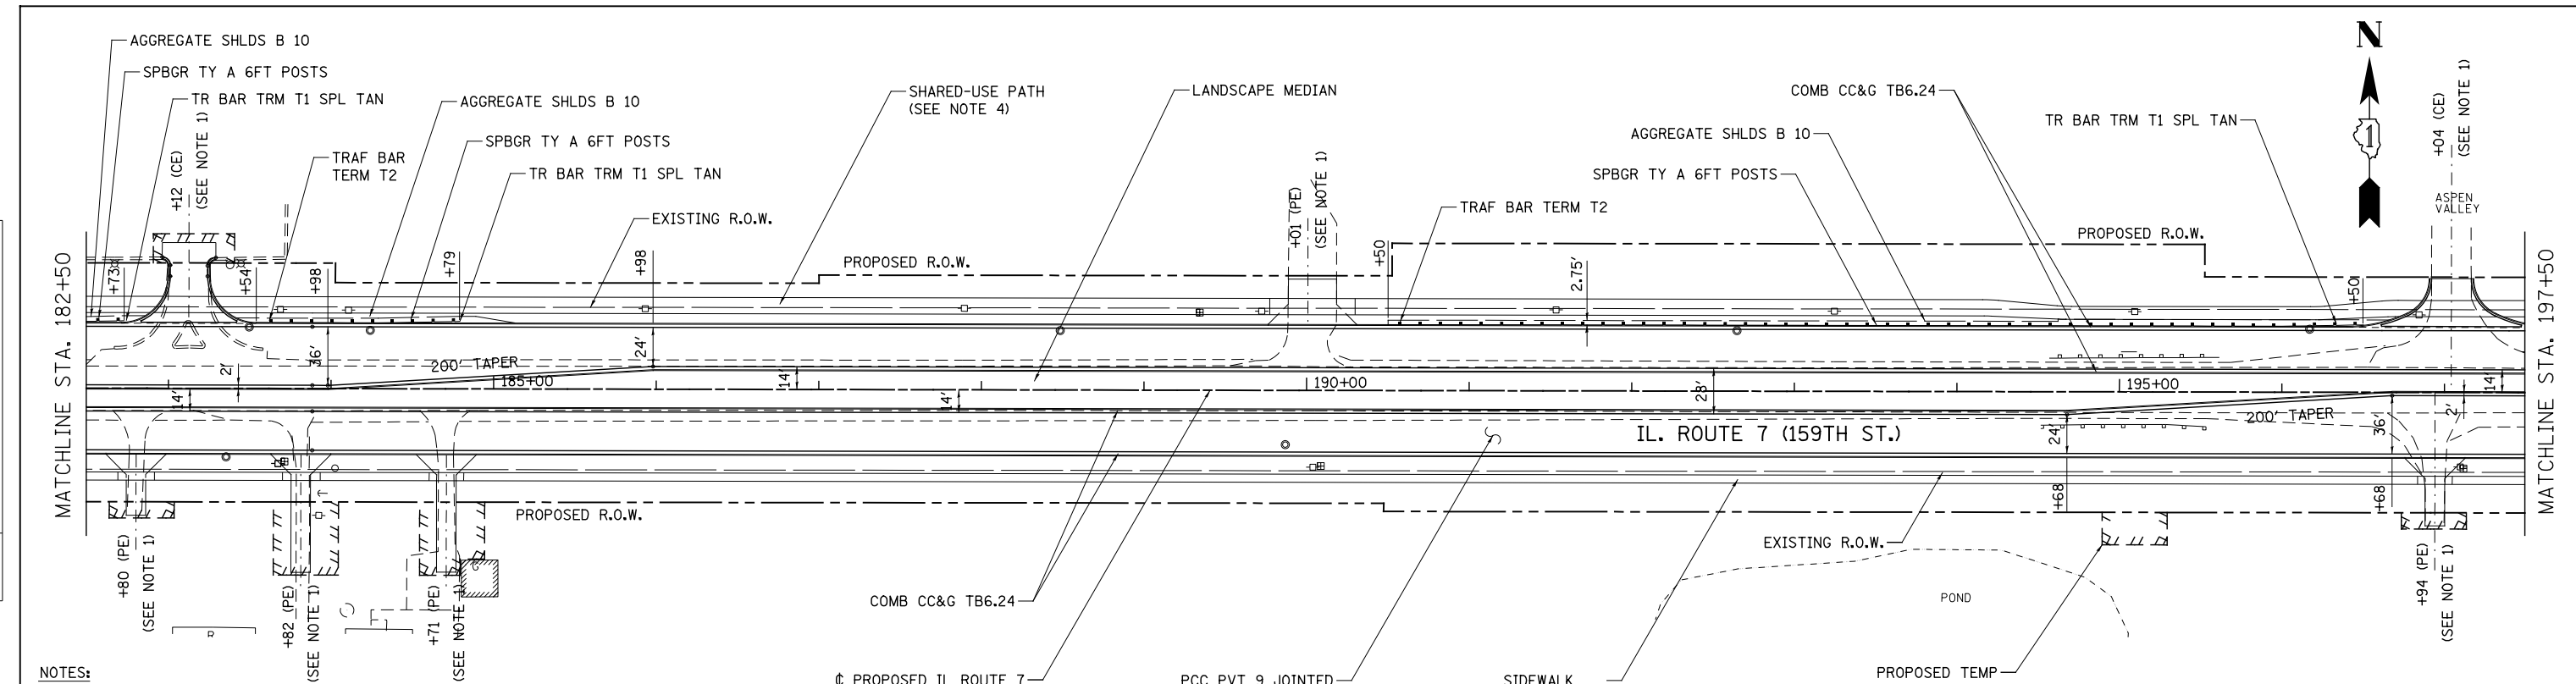 AGGREGATE SHLDS B 10
SPBGR TY A 6FT POSTS
TR BAR TRM T1 SPL TAN
+12 (CE)
(SEE NOTE 1)
TRAF BAR
TERM T2
AGGREGATE SHLDS B 10
SPBGR TY A 6FT POSTS
TR BAR TRM T1 SPL TAN
EXISTING R.O.W.
SHARED-USE PATH
(SEE NOTE 4)
LANDSCAPE MEDIAN
+01 (PE)
(SEE NOTE 1)
COMB CC&G TB6.24
AGGREGATE SHLDS B 10
SPBGR TY A 6FT POSTS
TRAF BAR TERM T2
TR BAR TRM T1 SPL TAN
N
1
+04 (CE)
(SEE NOTE 1)
ASPEN
VALLEY
PROPOSED R.O.W.
PROPOSED R.O.W.
MATCHLINE STA. 182+50
+73
+54
+98
+79
+98
+50
2.75'
+50
MATCHLINE STA. 197+50
36'
24'
2'
14'
200' TAPER
185+00
14'
14'
190+00
28'
195+00
200' TAPER
24'
36'
2'
14'
IL. ROUTE 7 (159TH ST.)
+68
+68
PROPOSED R.O.W.
EXISTING R.O.W.
+80 (PE)
(SEE NOTE 1)
+82 (PE)
(SEE NOTE 1)
+71 (PE)
(SEE NOTE 1)
COMB CC&G TB6.24
POND
+94 (PE)
(SEE NOTE 1)
NOTES:
℄ PROPOSED IL ROUTE 7
PCC PVT 9 JOINTED
SIDEWALK
PROPOSED TEMP